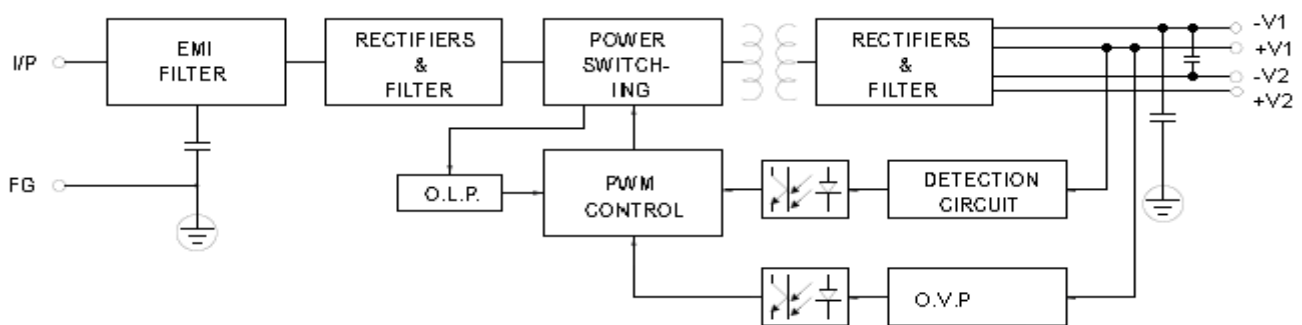 I/P
EMI
FILTER
RECTIFIERS
&
FILTER
POWER
SWITCH-
ING
RECTIFIERS
&
FILTER
-V1
+V1
-V2
+V2
FG
O.L.P.
PWM
CONTROL
DETECTION
CIRCUIT
O.V.P